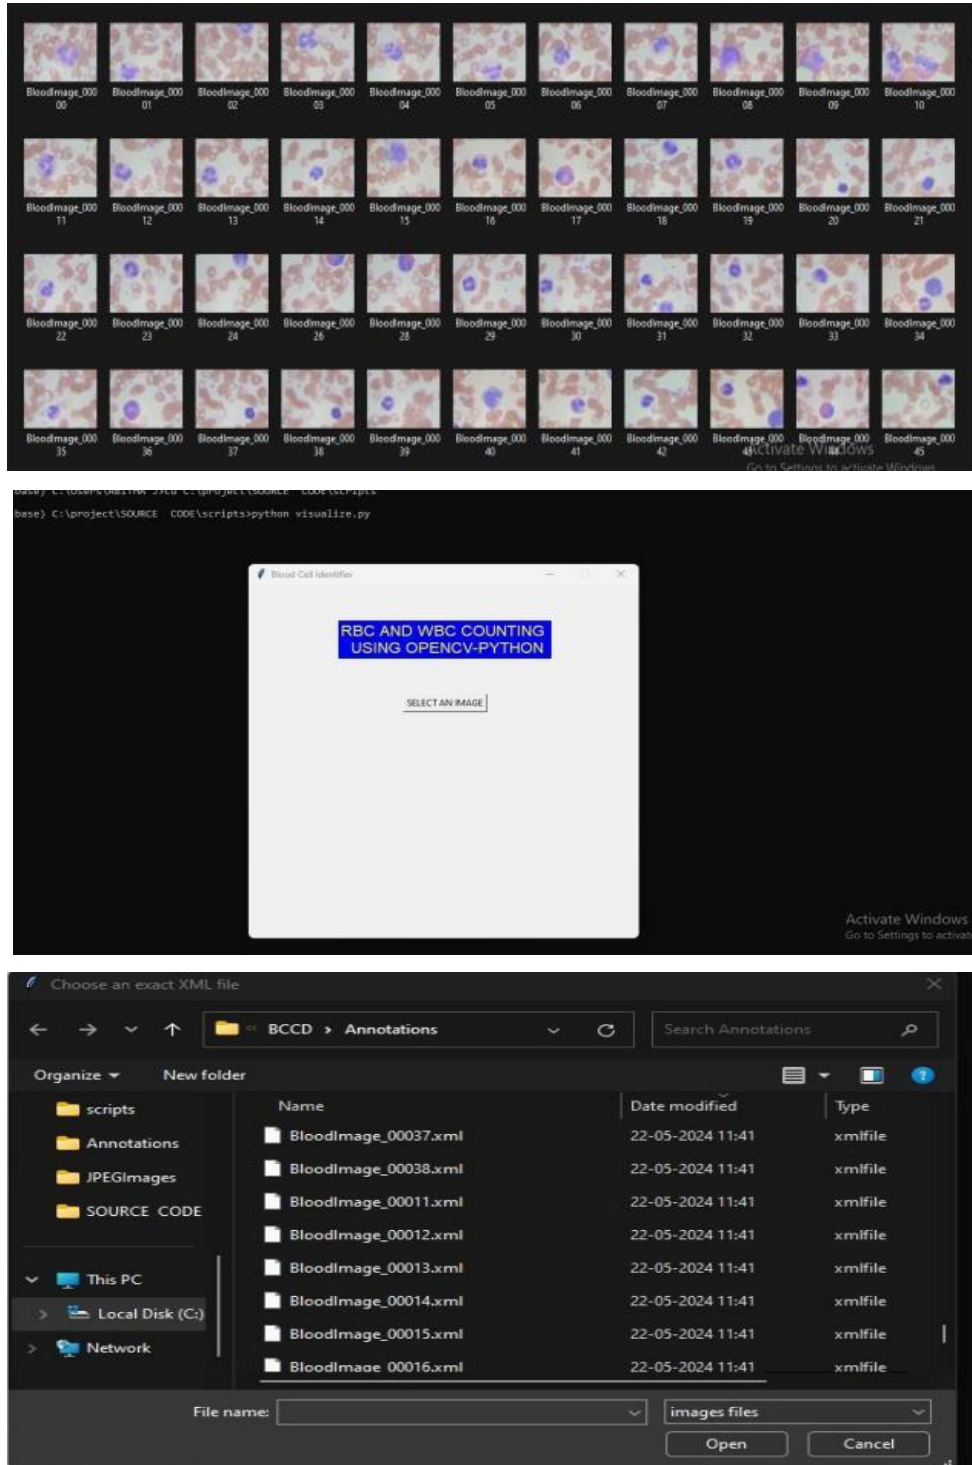 BloodImage_000 BloodImage_000 BloodImage_000 BloodImage_000 BloodImage_000 BloodImage_000 BloodImage_000 BloodImage_000 BloodImage_000 BloodImage_000 BloodImage_000
00 01 02 03 04 05 06 07 08 09 10
BloodImage_000 BloodImage_000 BloodImage_000 BloodImage_000 BloodImage_000 BloodImage_000 BloodImage_000 BloodImage_000 BloodImage_000 BloodImage_000 BloodImage_000
11 12 13 14 15 16 17 18 19 20 21
BloodImage_000 BloodImage_000 BloodImage_000 BloodImage_000 BloodImage_000 BloodImage_000 BloodImage_000 BloodImage_000 BloodImage_000 BloodImage_000 BloodImage_000
22 23 24 26 28 29 30 31 32 33 34
BloodImage_000 BloodImage_000 BloodImage_000 BloodImage_000 BloodImage_000 BloodImage_000 BloodImage_000 BloodImage_000 BloodImage_000 BloodImage_000 BloodImage_000
35 36 37 38 39 40 41 42 43 44 45
Activate Windows
Go to Settings to activate Windows.
base) C:\project\SOURCE CODE\scripts>python visualize.py
Blood Cell Identifier
RBC AND WBC COUNTING
USING OPENCV-PYTHON
SELECT AN IMAGE
Activate Windows
Go to Settings to activate
Choose an exact XML file
BCCD > Annotations
Search Annotations
Organize
New folder
Name Date modified Type
scripts
Annotations
JPEGImages
SOURCE CODE
This PC
Local Disk (C:)
Network
BloodImage_00037.xml 22-05-2024 11:41 xmlfile
BloodImage_00038.xml 22-05-2024 11:41 xmlfile
BloodImage_00011.xml 22-05-2024 11:41 xmlfile
BloodImage_00012.xml 22-05-2024 11:41 xmlfile
BloodImage_00013.xml 22-05-2024 11:41 xmlfile
BloodImage_00014.xml 22-05-2024 11:41 xmlfile
BloodImage_00015.xml 22-05-2024 11:41 xmlfile
BloodImage_00016.xml 22-05-2024 11:41 xmlfile
File name:
images files
Open
Cancel